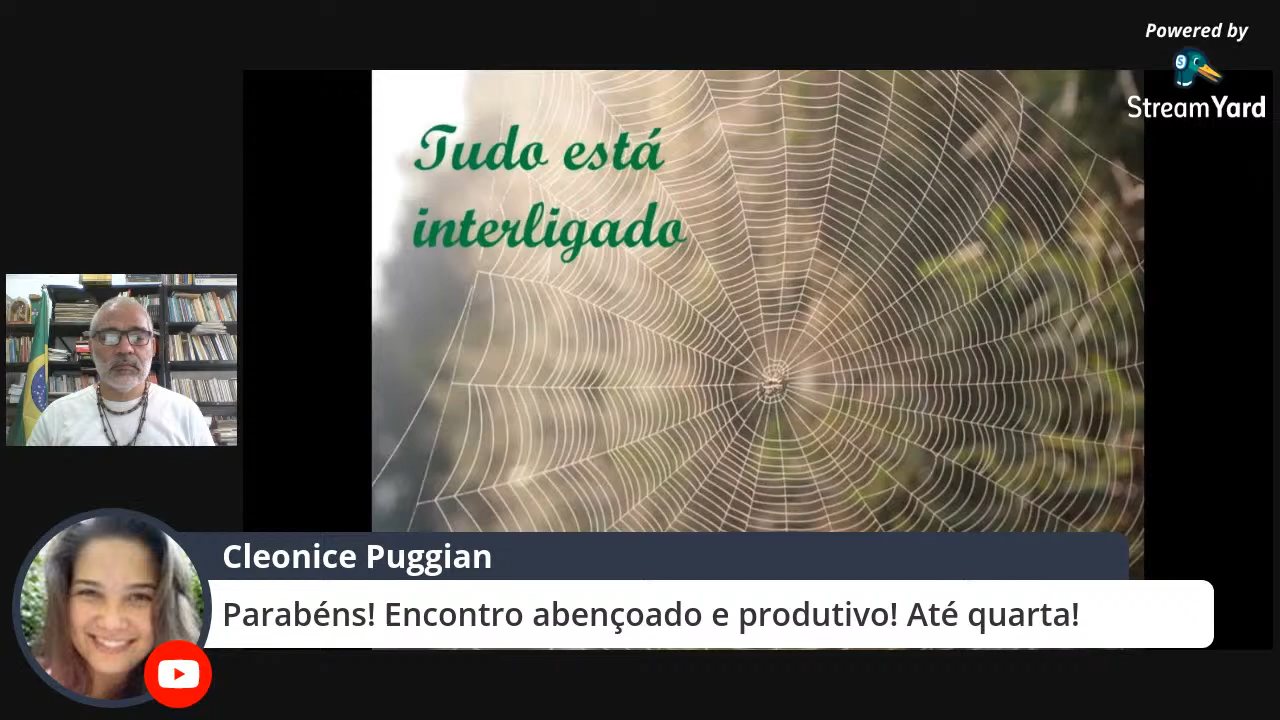 Powered by
StreamYard
Tudo está
interligado
Cleonice Puggian
Parabéns! Encontro abençoado e produtivo! Até quarta!